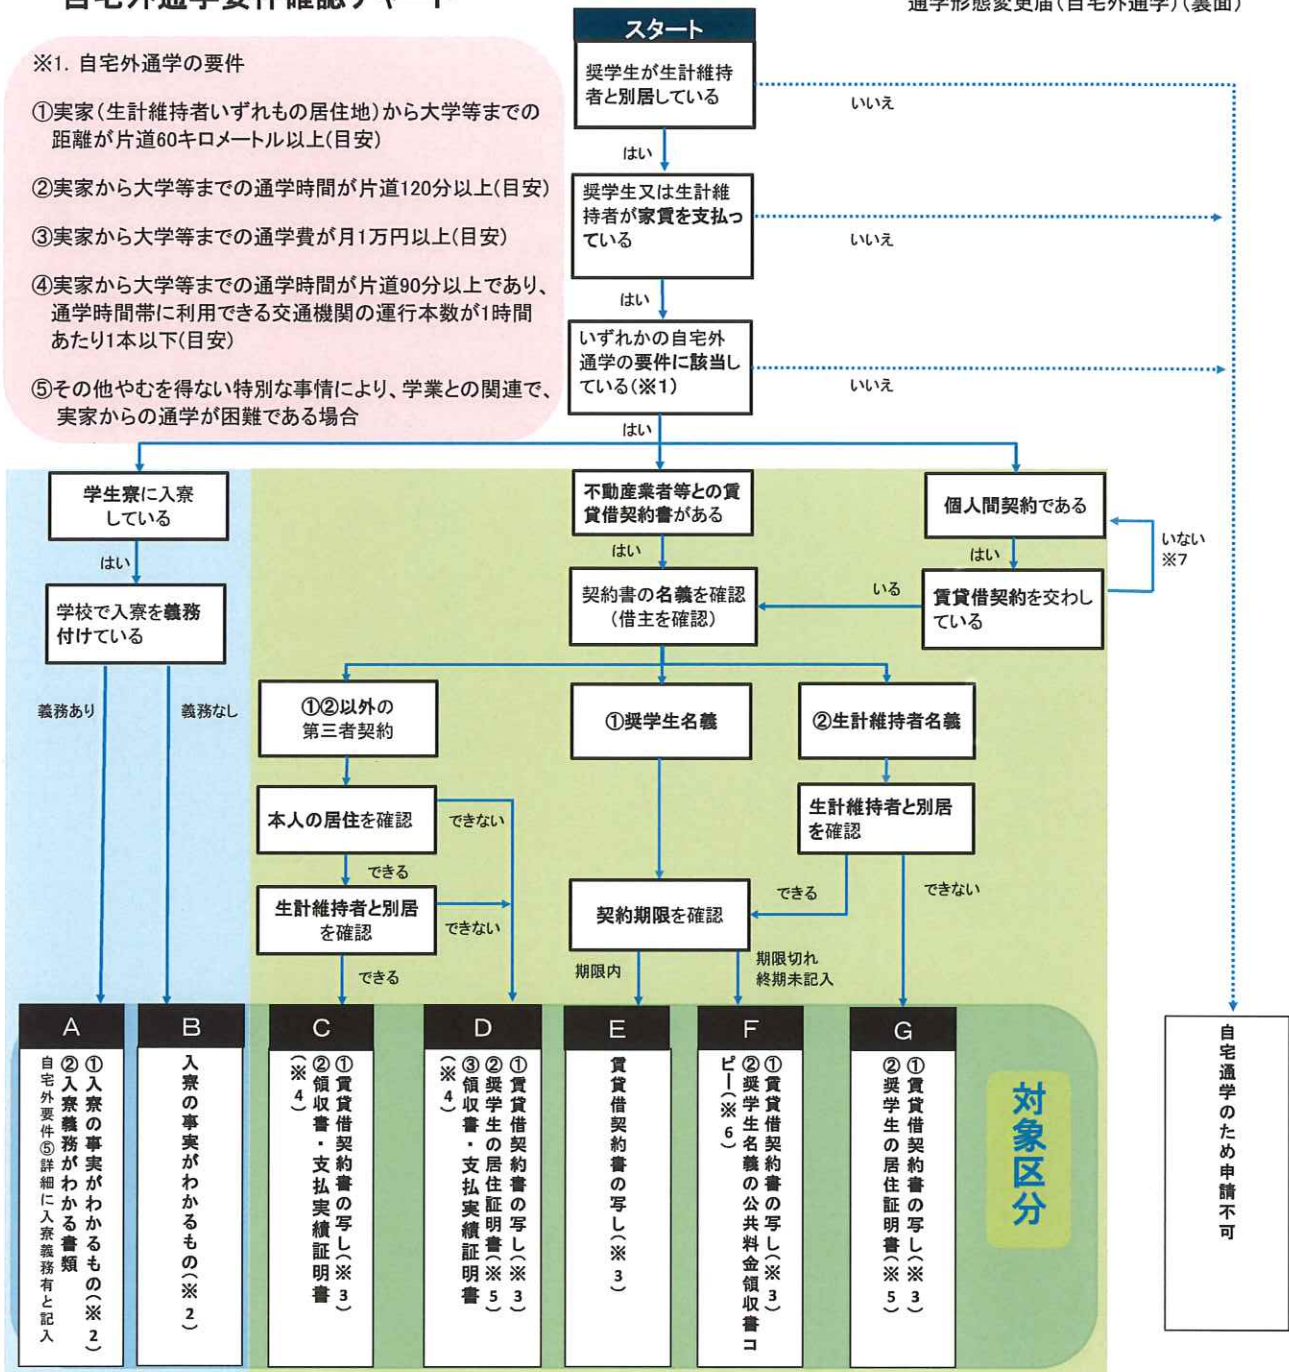 自宅外通学要件確認チャート
通学形態変更届(自宅外通学)(裏面)
※1. 自宅外通学の要件
①実家(生計維持者いずれもの居住地)から大学等までの
距離が片道60キロメートル以上(目安)
②実家から大学等までの通学時間が片道120分以上(目安)
③実家から大学等までの通学費が月1万円以上(目安)
④実家から大学等までの通学時間が片道90分以上であり、
通学時間帯に利用できる交通機関の運行本数が1時間
あたり1本以下(目安)
⑤その他やむを得ない特別な事情により、学業との関連で、
実家からの通学が困難である場合
スタート
奨学生が生計維持
者と別居している
いいえ
はい
奨学生又は生計維
持者が家賃を支払っ
ている
いいえ
はい
いずれかの自宅外
通学の要件に該当し
ている(※1)
いいえ
はい
学生寮に入寮
している
はい
学校で入寮を義務
付けている
義務あり
義務なし
不動産業者等との賃
貸借契約書がある
はい
契約書の名義を確認
(借主を確認)
個人間契約である
はい
いない
※7
賃貸借契約を交わし
ている
いる
①②以外の
第三者契約
①奨学生名義
②生計維持者名義
本人の居住を確認
できない
できる
生計維持者と別居
を確認
できない
できる
生計維持者と別居
を確認
できる
できない
契約期限を確認
期限内
期限切れ
終期未記入
A
①入寮の事実がわかるもの(※2)
②入寮義務がわかる書類
自宅外要件⑤詳細に入寮義務有と記入
B
入寮の事実がわかるもの(※2)
C
①賃貸借契約書の写し(※3)
②領収書・支払実績証明書
(※4)
D
①賃貸借契約書の写し(※3)
②奨学生の居住証明書(※5)
③領収書・支払実績証明書
(※4)
E
賃貸借契約書の写し(※3)
F
①賃貸借契約書の写し(※3)
②奨学生名義の公共料金領収書コ
ピー(※6)
G
①賃貸借契約書の写し(※3)
②奨学生の居住証明書(※5)
対象区分
自宅通学のため申請不可